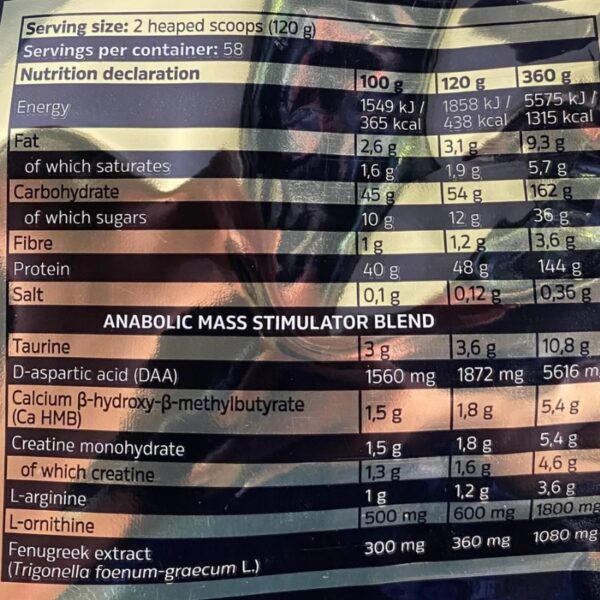 Serving size: 2 heaped scoops (120 g)
Servings per container: 58
Nutrition declaration 100 g 120 g 360 g
Energy 1549 kJ / 365 kcal 1858 kJ / 438 kcal 5575 kJ / 1315 kcal
Fat 2,6 g 3,1 g 9,3 g
of which saturates 1,6 g 1,9 g 5,7 g
Carbohydrate 45 g 54 g 162 g
of which sugars 10 g 12 g 36 g
Fibre 1 g 1,2 g 3,6 g
Protein 40 g 48 g 144 g
Salt 0,1 g 0,12 g 0,36 g
ANABOLIC MASS STIMULATOR BLEND
Taurine 3 g 3,6 g 10,8 g
D-aspartic acid (DAA) 1560 mg 1872 mg 5616 m
Calcium β-hydroxy-β-methylbutyrate
(Ca HMB) 1,5 g 1,8 g 5,4 g
Creatine monohydrate 1,5 g 1,8 g 5,4 g
of which creatine 1,3 g 1,6 g 4,6 g
L-arginine 1 g 1,2 g 3,6 g
L-ornithine 500 mg 600 mg 1800 mg
Fenugreek extract 300 mg 360 mg 1080 mg
(Trigonella foenum-graecum L.)